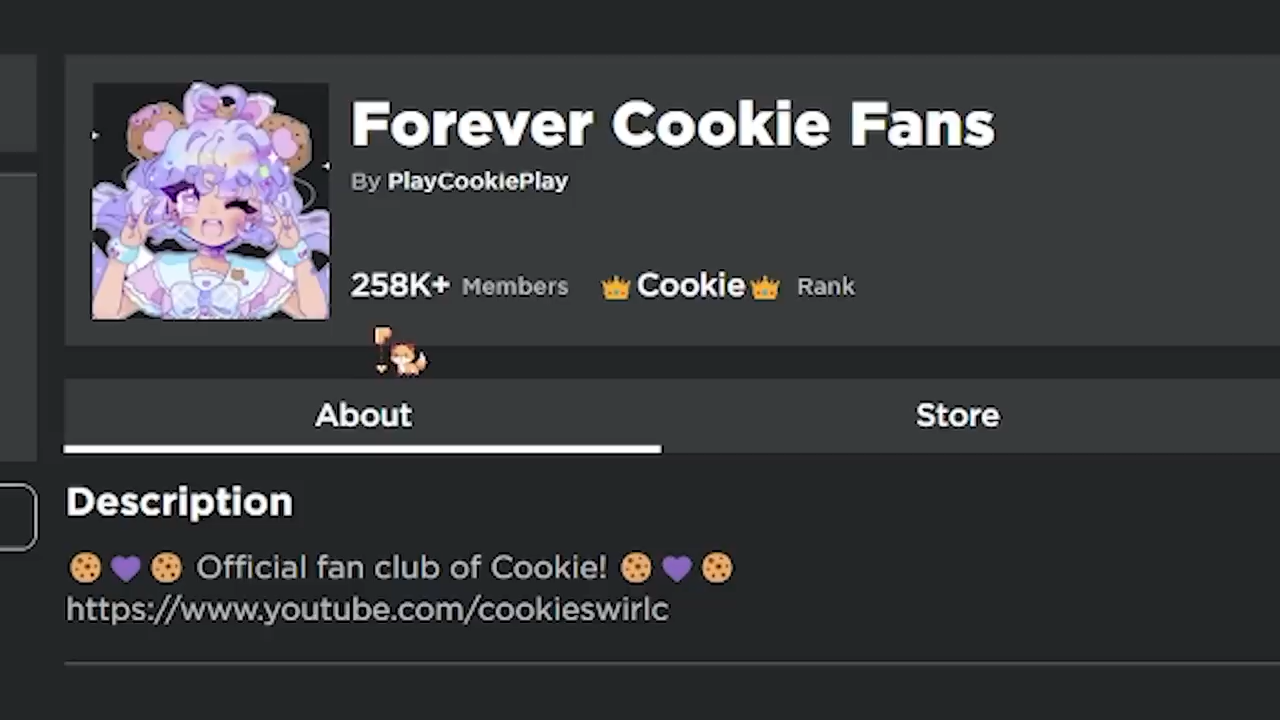 Forever Cookie Fans
By PlayCookiePlay
258K+ Members 👑Cookie👑 Rank
About Store
Description
🍪💜🍪 Official fan club of Cookie! 🍪💜🍪
https://www.youtube.com/cookieswirlc